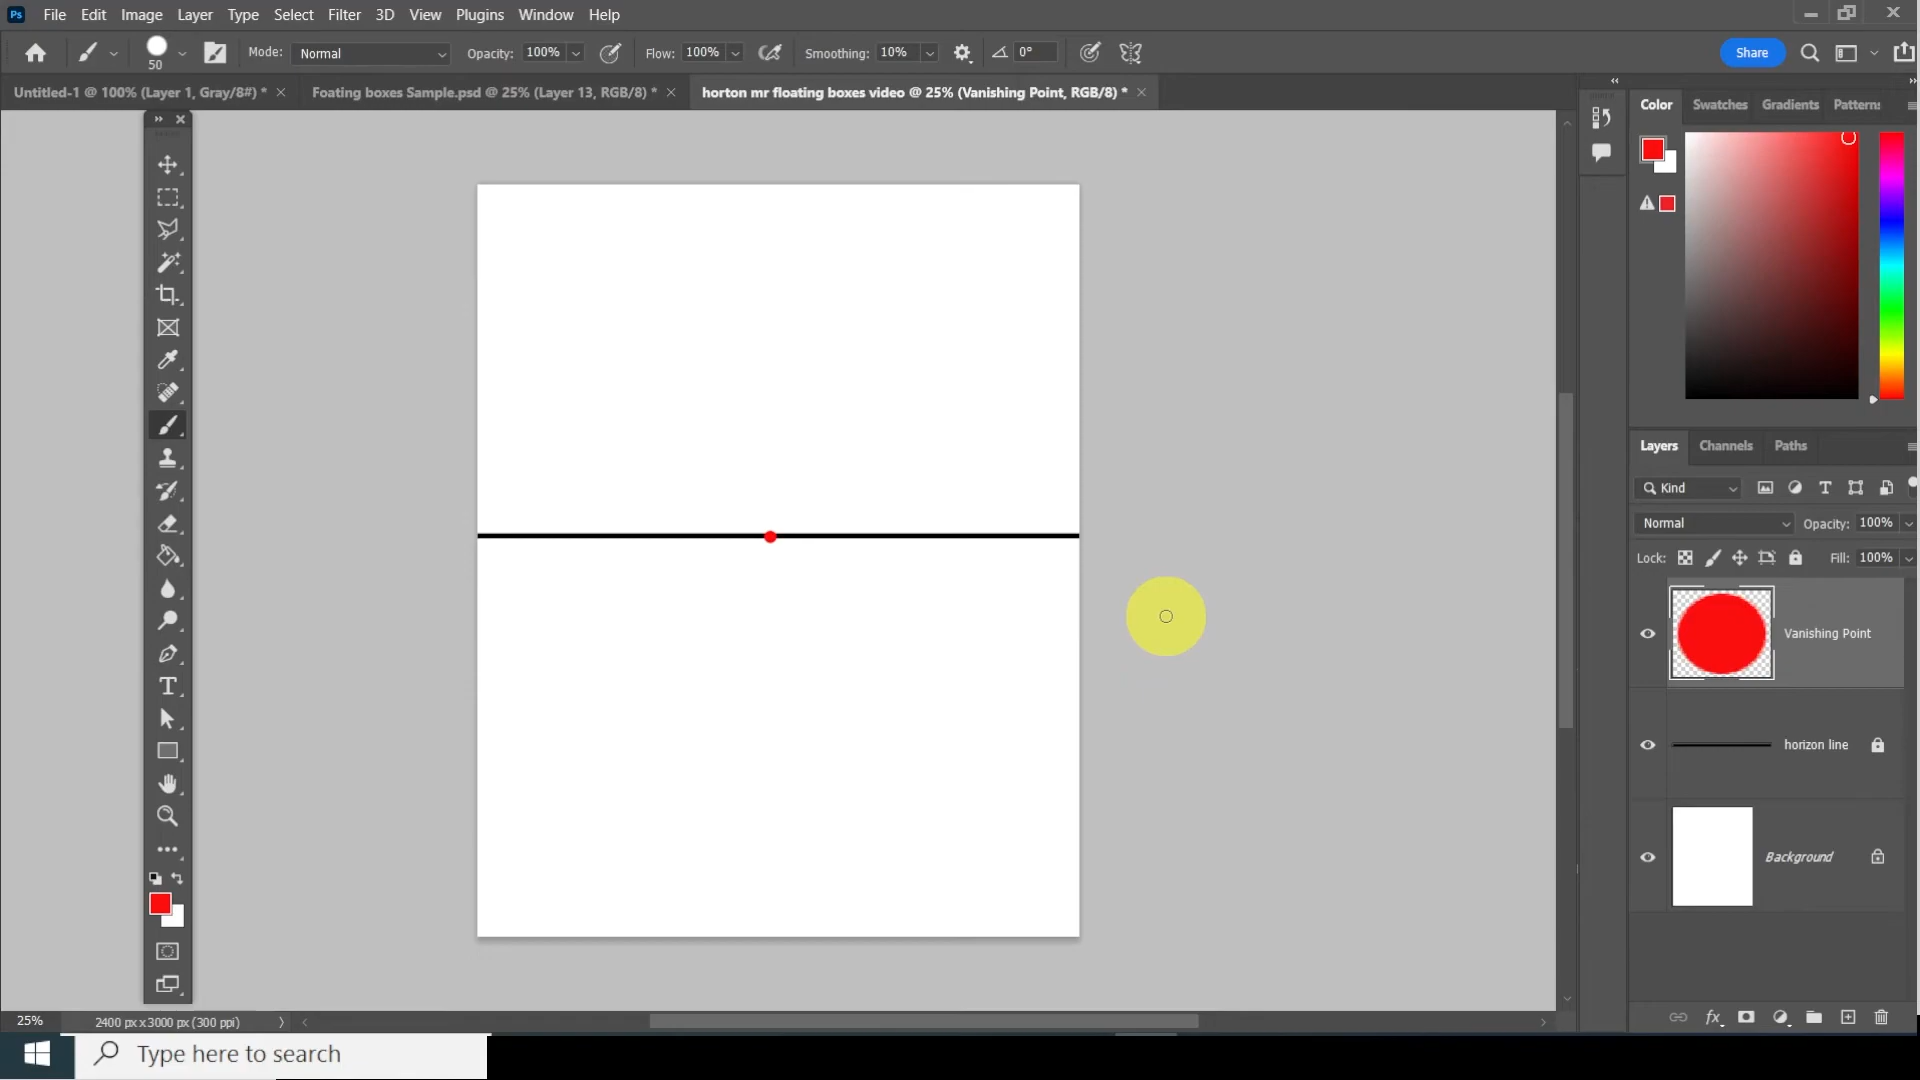 Ps File Edit Image Layer Type Select Filter 3D View Plugins Window Help
50 Mode: Normal Opacity: 100% Flow: 100% Smoothing: 10% 0° Share
Untitled-1 @ 100% (Layer 1, Gray/8#) * Foating boxes Sample.psd @ 25% (Layer 13, RGB/8) * horton mr floating boxes video @ 25% (Vanishing Point, RGB/8) *
Color Swatches Gradients Patterns
Layers Channels Paths
Kind
Normal Opacity: 100%
Lock: Fill: 100%
Vanishing Point
horizon line
Background
25% 2400 px x 3000 px (300 ppi)
Type here to search